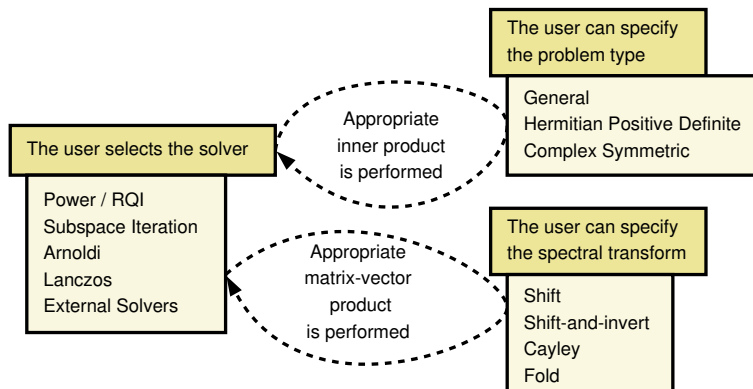 The user can specify
the problem type
General
Hermitian Positive Definite
Complex Symmetric
Appropriate
inner product
is performed
The user selects the solver
Power / RQI
Subspace Iteration
Arnoldi
Lanczos
External Solvers
Appropriate
matrix-vector
product
is performed
The user can specify
the spectral transform
Shift
Shift-and-invert
Cayley
Fold